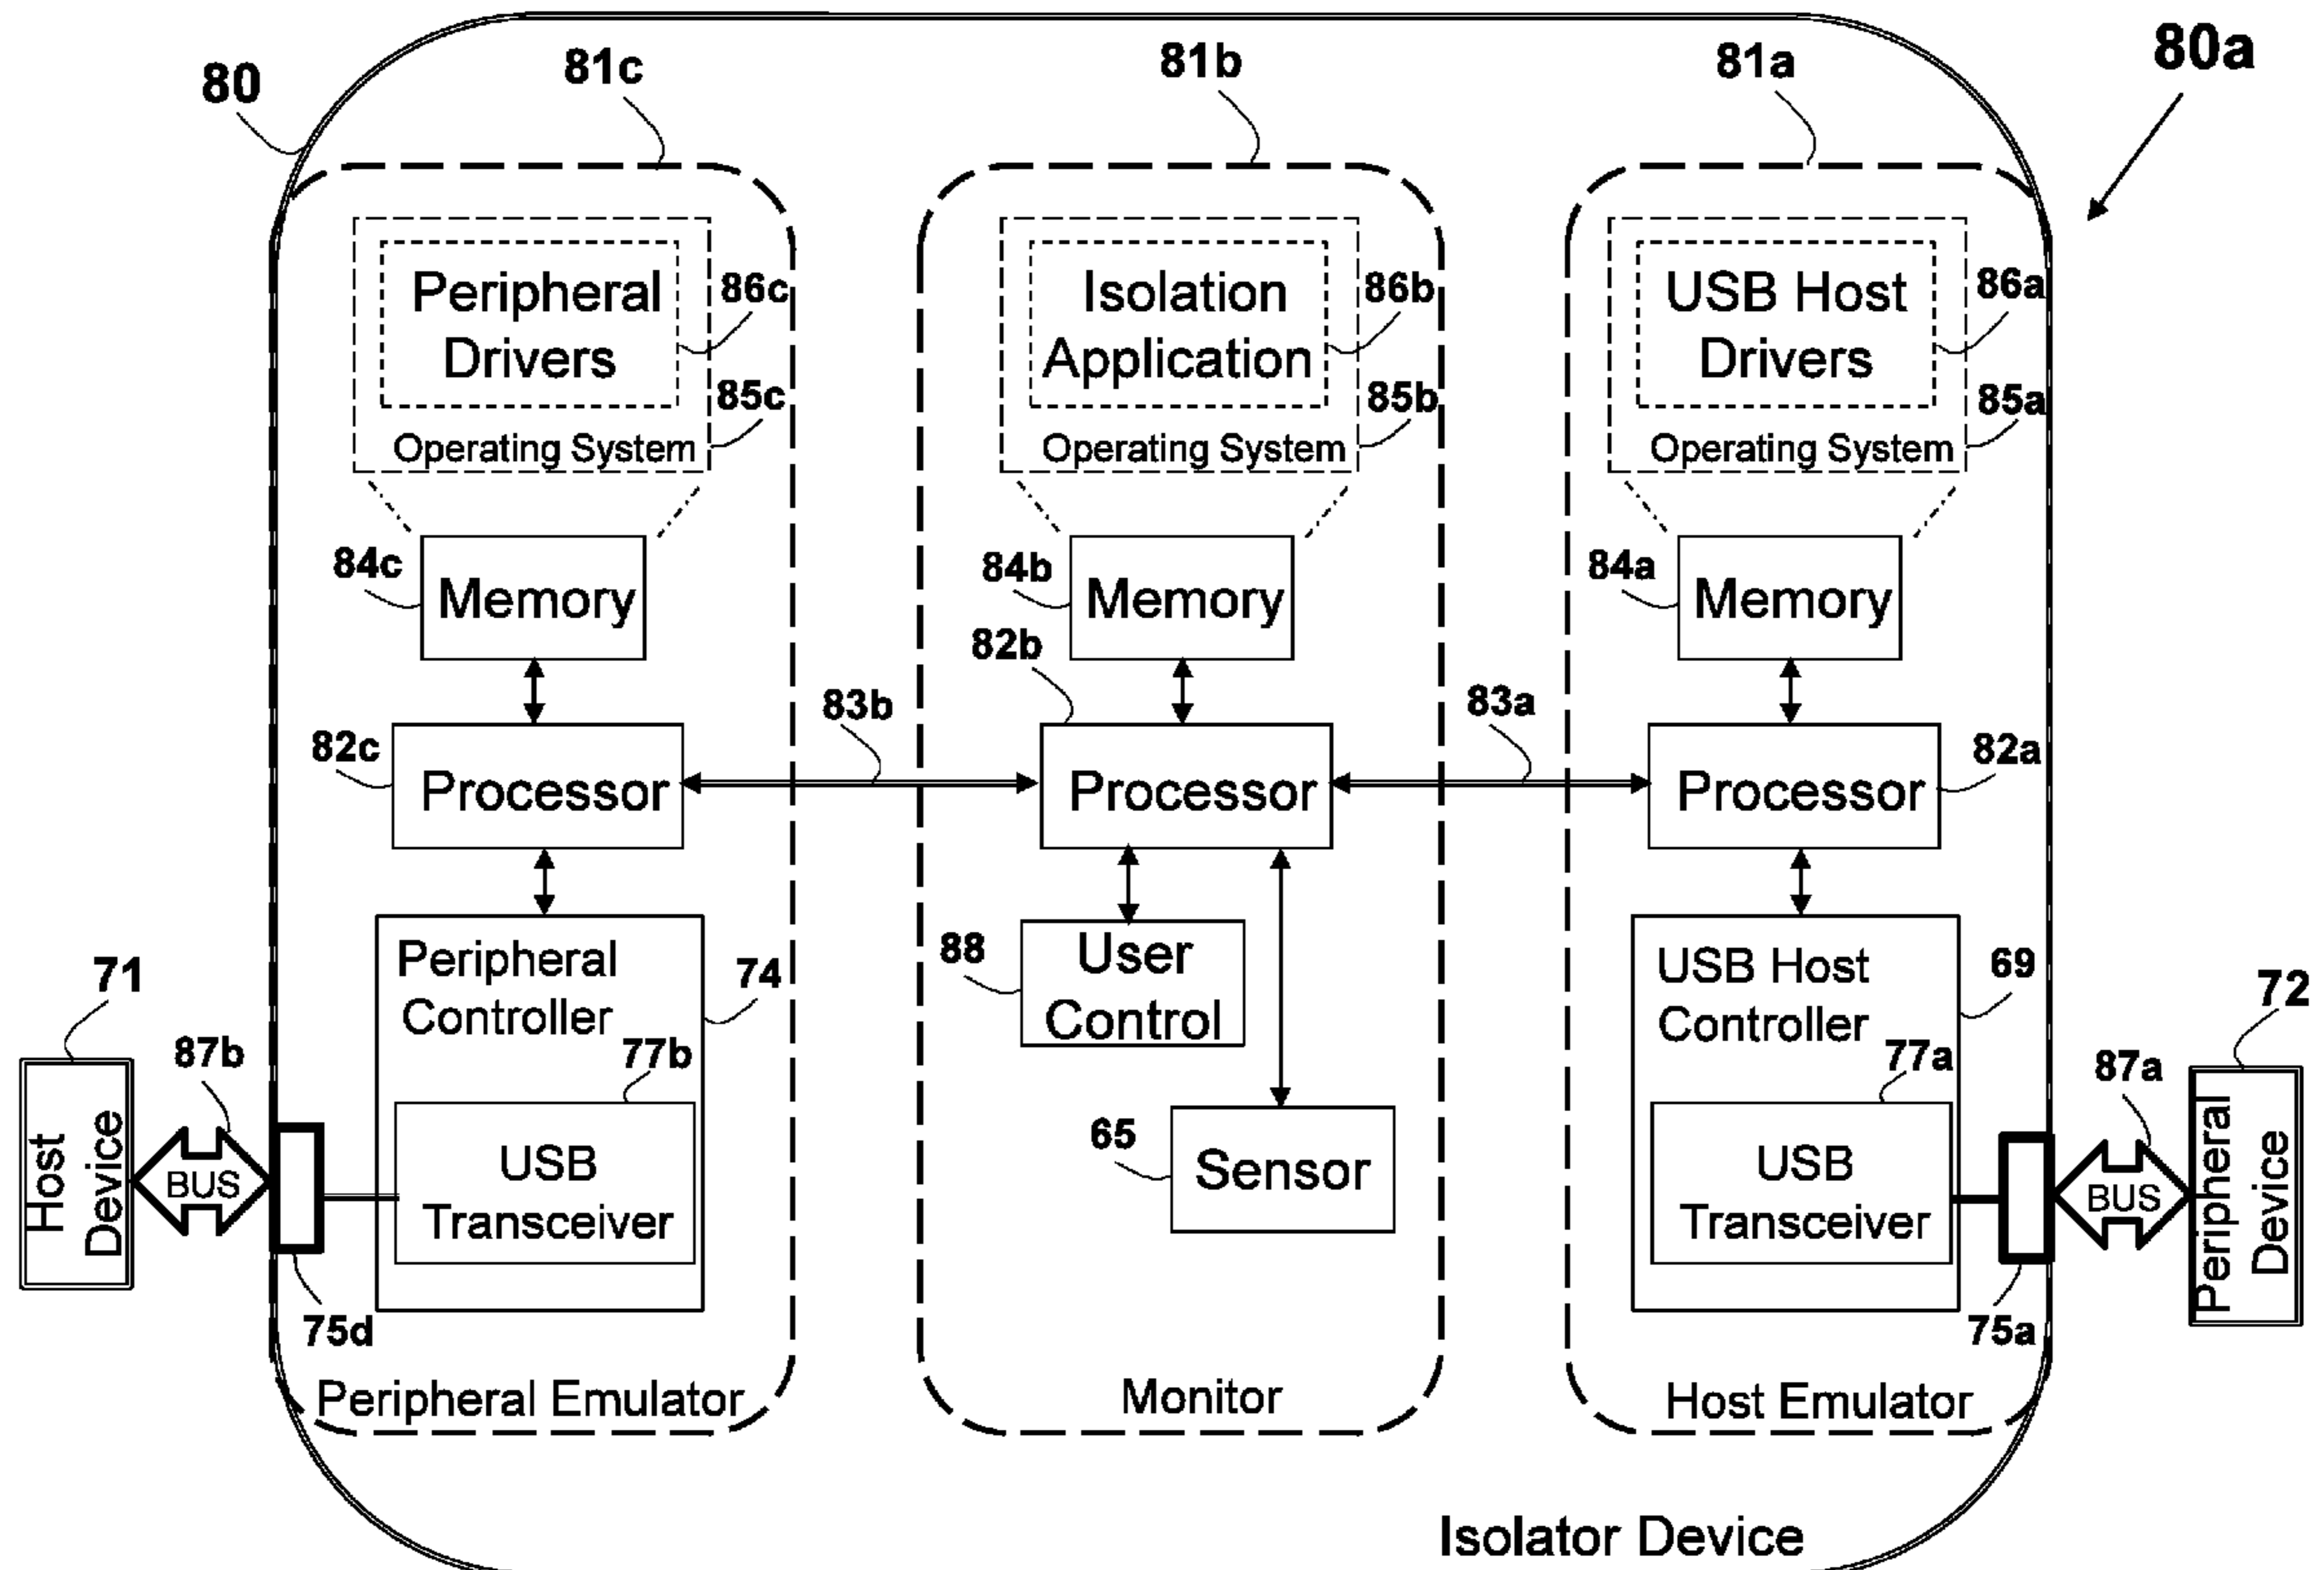 80
81c
81b
81a
80a
Peripheral
Drivers
86c
85c
Operating System
Isolation
Application
86b
85b
Operating System
USB Host
Drivers
86a
85a
Operating System
84c
Memory
84b
Memory
84a
Memory
82c
Processor
83b
82b
Processor
83a
82a
Processor
Peripheral
Controller
74
77b
USB
Transceiver
88
User
Control
65
Sensor
USB Host
Controller
69
77a
USB
Transceiver
71
Host
Device
87b
BUS
75d
72
Peripheral
Device
87a
BUS
75a
Peripheral Emulator
Monitor
Host Emulator
Isolator Device